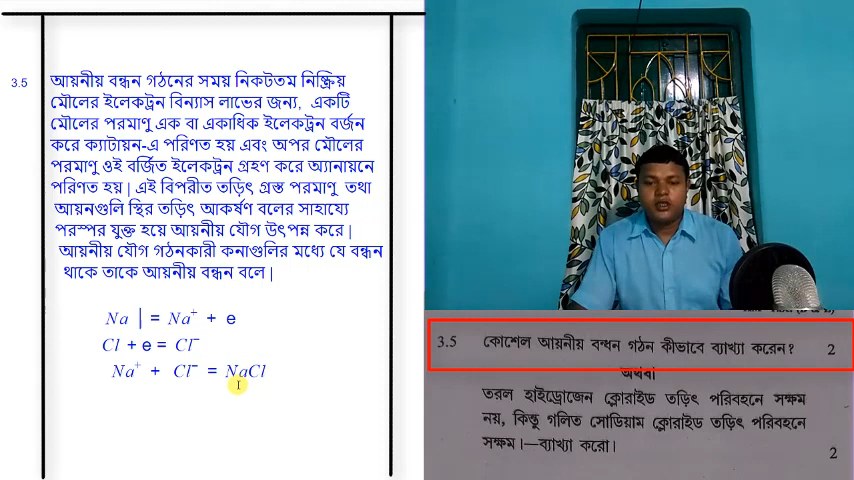 3.5 আয়নীয় বন্ধন গঠনের সময় নিকটতম নিষ্ক্রিয়
মৌলের ইলেকট্রন বিন্যাস লাভের জন্য, একটি
মৌলের পরমাণু এক বা একাধিক ইলেকট্রন বর্জন
করে ক্যাটায়ন-এ পরিণত হয় এবং অপর মৌলের
পরমাণু ওই বর্জিত ইলেকট্রন গ্রহণ করে অ্যানায়নে
পরিণত হয়| এই বিপরীত তড়িৎ গ্রস্ত পরমাণু তথা
আয়নগুলি স্থির তড়িৎ আকর্ষণ বলের সাহায্যে
পরস্পর যুক্ত হয়ে আয়নীয় যৌগ উৎপন্ন করে|
আয়নীয় যৌগ গঠনকারী কনাগুলির মধ্যে যে বন্ধন
থাকে তাকে আয়নীয় বন্ধন বলে|
Na | = Na⁺ + e
Cl + e = Cl⁻
Na⁺ + Cl⁻ = NaCl
3.5 কোশেল আয়নীয় বন্ধন গঠন কীভাবে ব্যাখ্যা করেন? 2
অথবা
তরল হাইড্রোজেন ক্লোরাইড তড়িৎ পরিবহনে সক্ষম
নয়, কিন্তু গলিত সোডিয়াম ক্লোরাইড তড়িৎ পরিবহনে
সক্ষম।—ব্যাখ্যা করো। 2